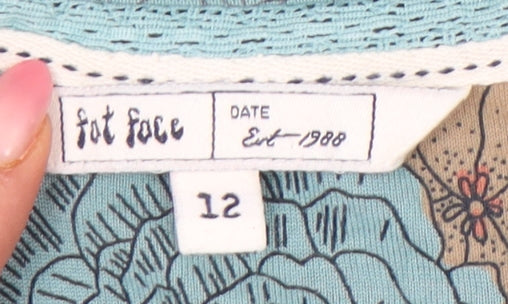 fat face
DATE
Est 1988
12